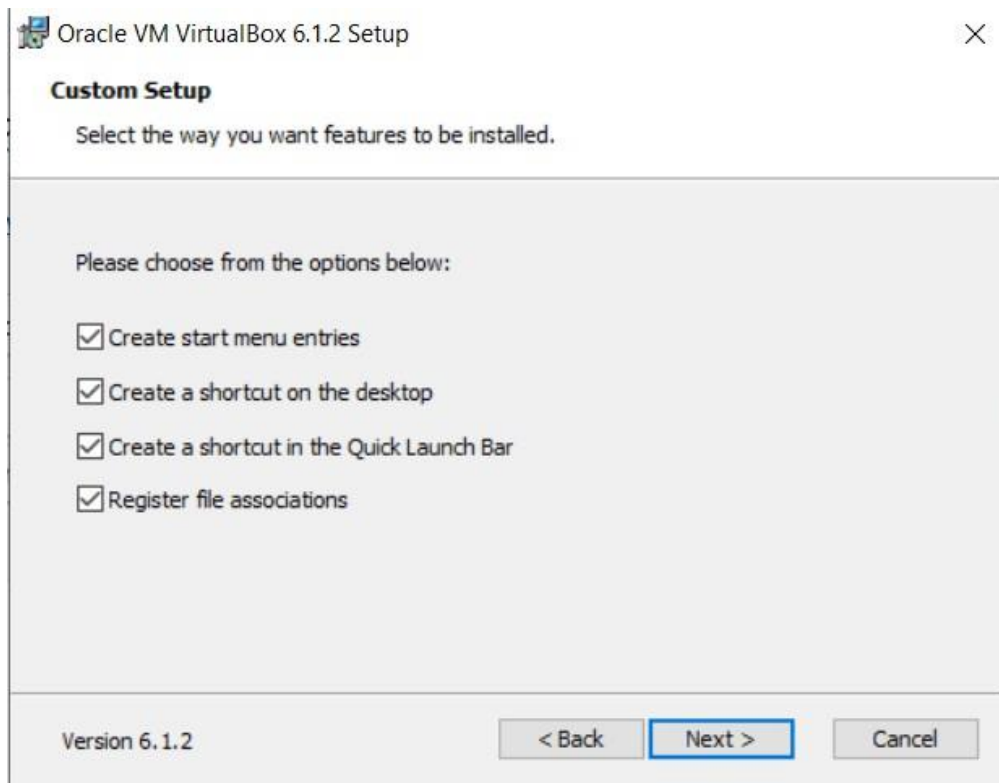 Oracle VM VirtualBox 6.1.2 Setup
Custom Setup
Select the way you want features to be installed.
Please choose from the options below:
Create start menu entries
Create a shortcut on the desktop
Create a shortcut in the Quick Launch Bar
Register file associations
Version 6.1.2
< Back
Next >
Cancel